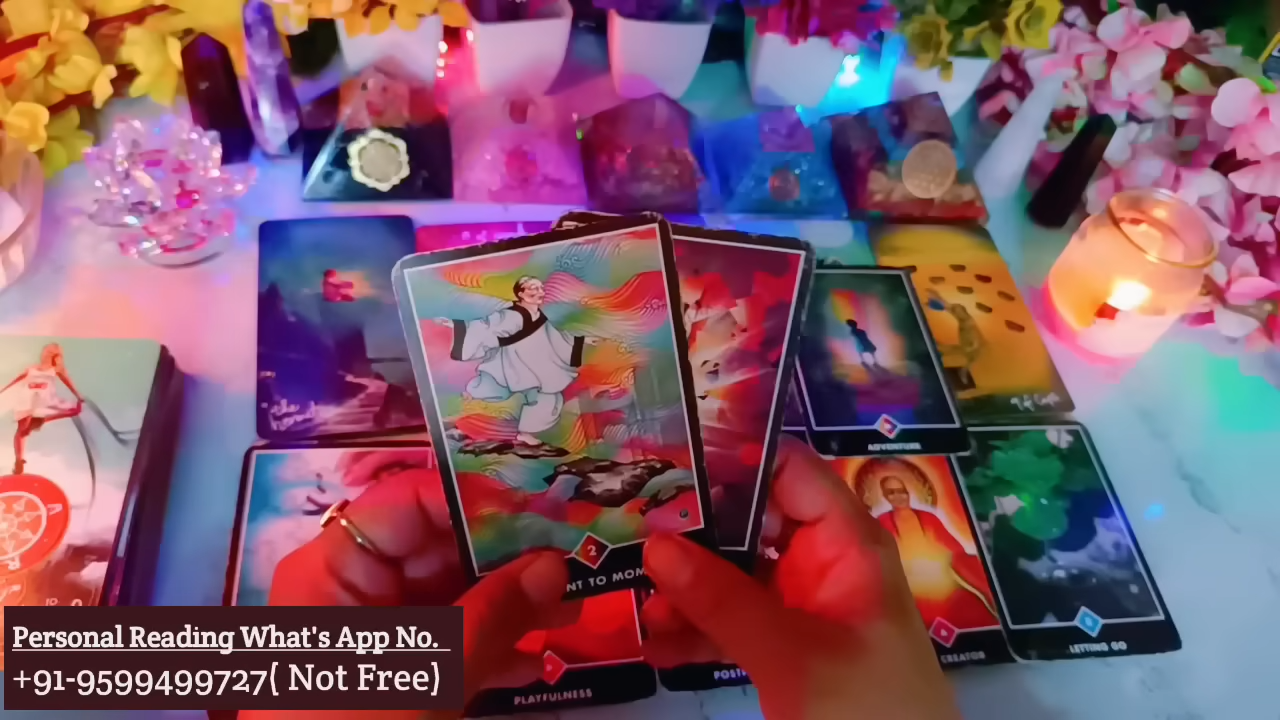 2
NT TO MOM
ADVENTURE
CREATOR
LETTING GO
PLAYFULNESS
Personal Reading What's App No.
+91-9599499727( Not Free)